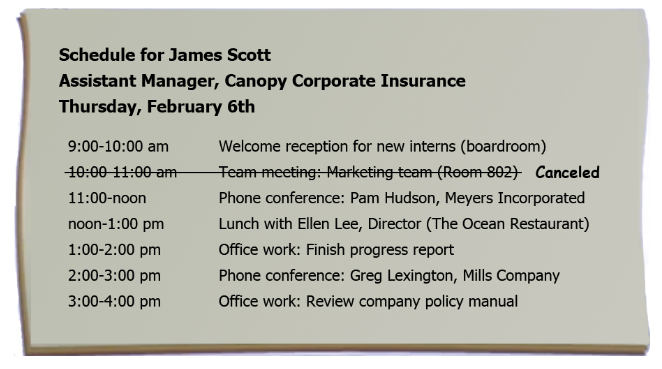 Schedule for James Scott
Assistant Manager, Canopy Corporate Insurance
Thursday, February 6th
9:00-10:00 am Welcome reception for new interns (boardroom)
10:00-11:00 am Team meeting: Marketing team (Room 802) Canceled
11:00-noon Phone conference: Pam Hudson, Meyers Incorporated
noon-1:00 pm Lunch with Ellen Lee, Director (The Ocean Restaurant)
1:00-2:00 pm Office work: Finish progress report
2:00-3:00 pm Phone conference: Greg Lexington, Mills Company
3:00-4:00 pm Office work: Review company policy manual